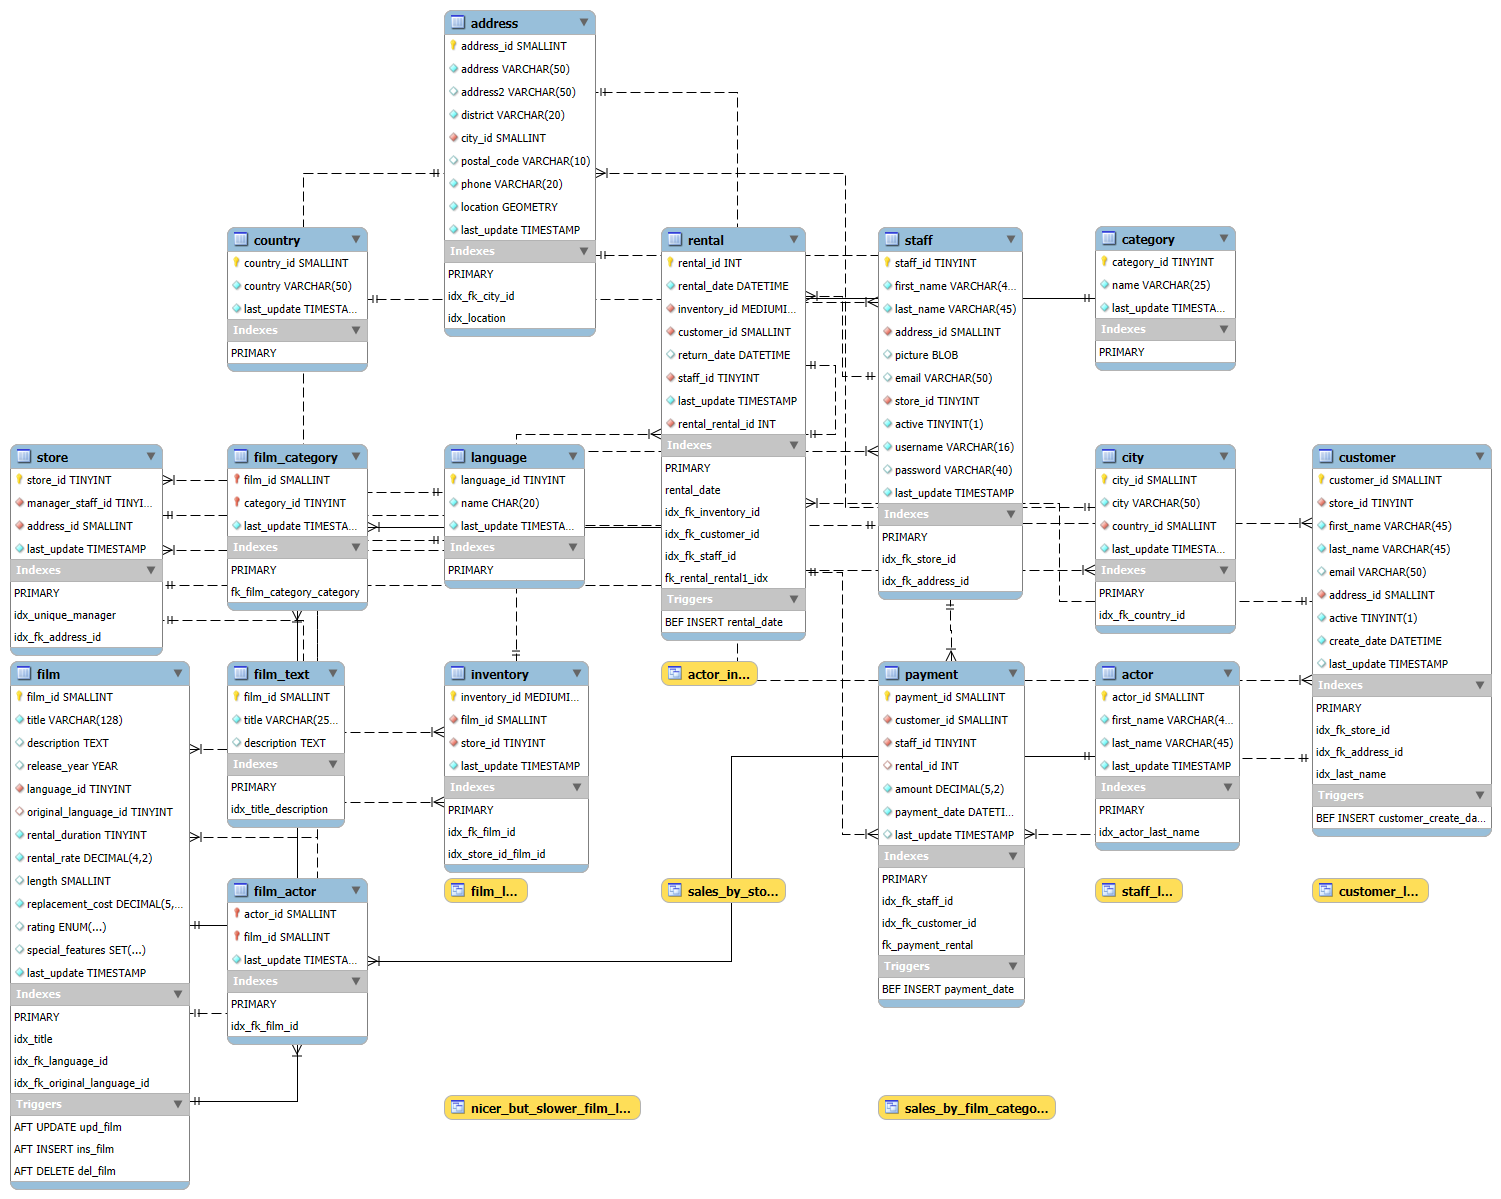 address
address_id SMALLINT
address VARCHAR(50)
address2 VARCHAR(50)
district VARCHAR(20)
city_id SMALLINT
postal_code VARCHAR(10)
phone VARCHAR(20)
location GEOMETRY
last_update TIMESTAMP
Indexes
PRIMARY
idx_fk_city_id
idx_location
country
country_id SMALLINT
country VARCHAR(50)
last_update TIMESTA...
Indexes
PRIMARY
rental
rental_id INT
rental_date DATETIME
inventory_id MEDIUMI...
customer_id SMALLINT
return_date DATETIME
staff_id TINYINT
last_update TIMESTAMP
rental_rental_id INT
Indexes
PRIMARY
rental_date
idx_fk_inventory_id
idx_fk_customer_id
idx_fk_staff_id
fk_rental_rental1_idx
Triggers
BEF INSERT rental_date
staff
staff_id TINYINT
first_name VARCHAR(4...
last_name VARCHAR(45)
address_id SMALLINT
picture BLOB
email VARCHAR(50)
store_id TINYINT
active TINYINT(1)
username VARCHAR(16)
password VARCHAR(40)
last_update TIMESTAMP
Indexes
PRIMARY
idx_fk_store_id
idx_fk_address_id
category
category_id TINYINT
name VARCHAR(25)
last_update TIMESTA...
Indexes
PRIMARY
store
store_id TINYINT
manager_staff_id TINYI...
address_id SMALLINT
last_update TIMESTAMP
Indexes
PRIMARY
idx_unique_manager
idx_fk_address_id
film_category
film_id SMALLINT
category_id TINYINT
last_update TIMESTA...
Indexes
PRIMARY
fk_film_category_category
language
language_id TINYINT
name CHAR(20)
last_update TIMESTA...
Indexes
PRIMARY
city
city_id SMALLINT
city VARCHAR(50)
country_id SMALLINT
last_update TIMESTA...
Indexes
PRIMARY
idx_fk_country_id
customer
customer_id SMALLINT
store_id TINYINT
first_name VARCHAR(45)
last_name VARCHAR(45)
email VARCHAR(50)
address_id SMALLINT
active TINYINT(1)
create_date DATETIME
last_update TIMESTAMP
Indexes
PRIMARY
idx_fk_store_id
idx_fk_address_id
idx_last_name
Triggers
BEF INSERT customer_create_da...
film
film_id SMALLINT
title VARCHAR(128)
description TEXT
release_year YEAR
language_id TINYINT
original_language_id TINYINT
rental_duration TINYINT
rental_rate DECIMAL(4,2)
length SMALLINT
replacement_cost DECIMAL(5,...
rating ENUM(...)
special_features SET(...)
last_update TIMESTAMP
Indexes
PRIMARY
idx_title
idx_fk_language_id
idx_fk_original_language_id
Triggers
AFT UPDATE upd_film
AFT INSERT ins_film
AFT DELETE del_film
film_text
film_id SMALLINT
title VARCHAR(25...
description TEXT
Indexes
PRIMARY
idx_title_description
inventory
inventory_id MEDIUMI...
film_id SMALLINT
store_id TINYINT
last_update TIMESTAMP
Indexes
PRIMARY
idx_fk_film_id
idx_store_id_film_id
actor_in...
payment
payment_id SMALLINT
customer_id SMALLINT
staff_id TINYINT
rental_id INT
amount DECIMAL(5,2)
payment_date DATETI...
last_update TIMESTAMP
Indexes
PRIMARY
idx_fk_staff_id
idx_fk_customer_id
fk_payment_rental
Triggers
BEF INSERT payment_date
actor
actor_id SMALLINT
first_name VARCHAR(4...
last_name VARCHAR(45)
last_update TIMESTAMP
Indexes
PRIMARY
idx_actor_last_name
film_actor
actor_id SMALLINT
film_id SMALLINT
last_update TIMESTA...
Indexes
PRIMARY
idx_fk_film_id
film_l...
sales_by_sto...
staff_l...
customer_l...
nicer_but_slower_film_l...
sales_by_film_catego...